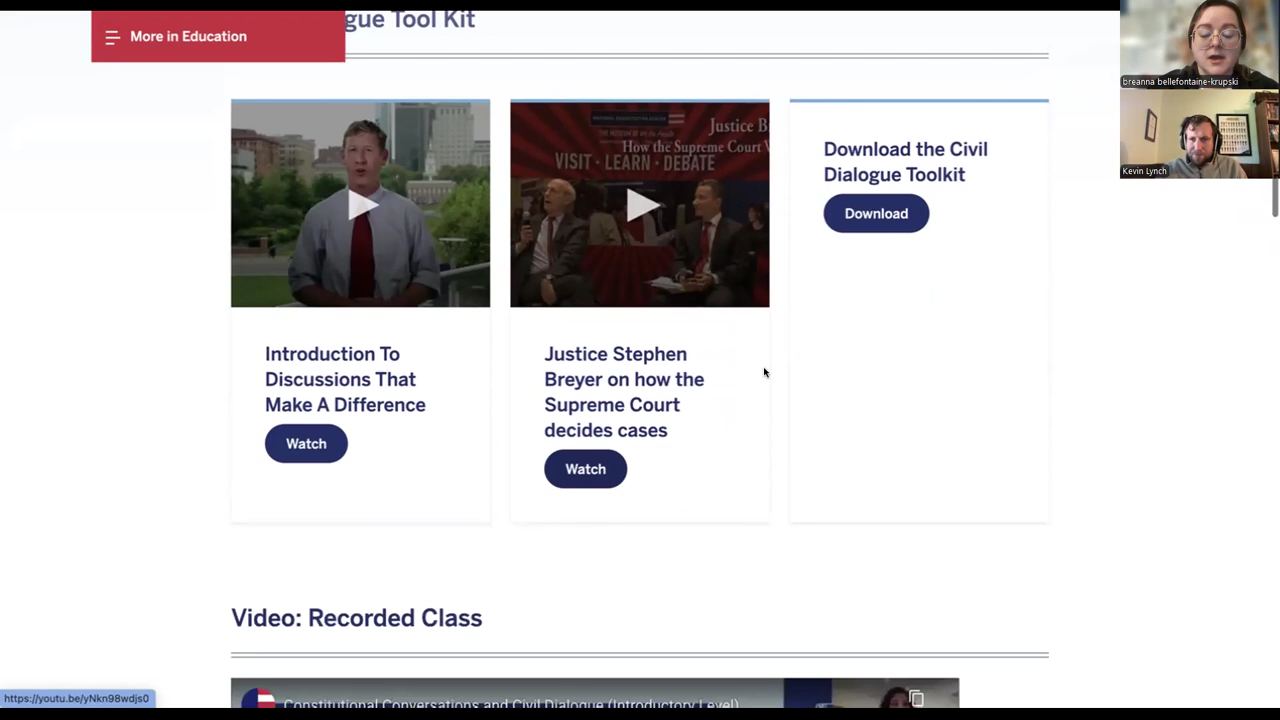 gue Tool Kit
More in Education
breanna bellefontaine-krupski
Kevin Lynch
NATIONAL CONSTITUTION CENTER
Justice B
How the Supreme Court
VISIT · LEARN · DEBATE
Download the Civil
Dialogue Toolkit
Download
Introduction To
Discussions That
Make A Difference
Watch
Justice Stephen
Breyer on how the
Supreme Court
decides cases
Watch
Video: Recorded Class
Constitutional Conversations and Civil Dialogue (Introductory Level)
https://youtu.be/yNkn98wdjs0